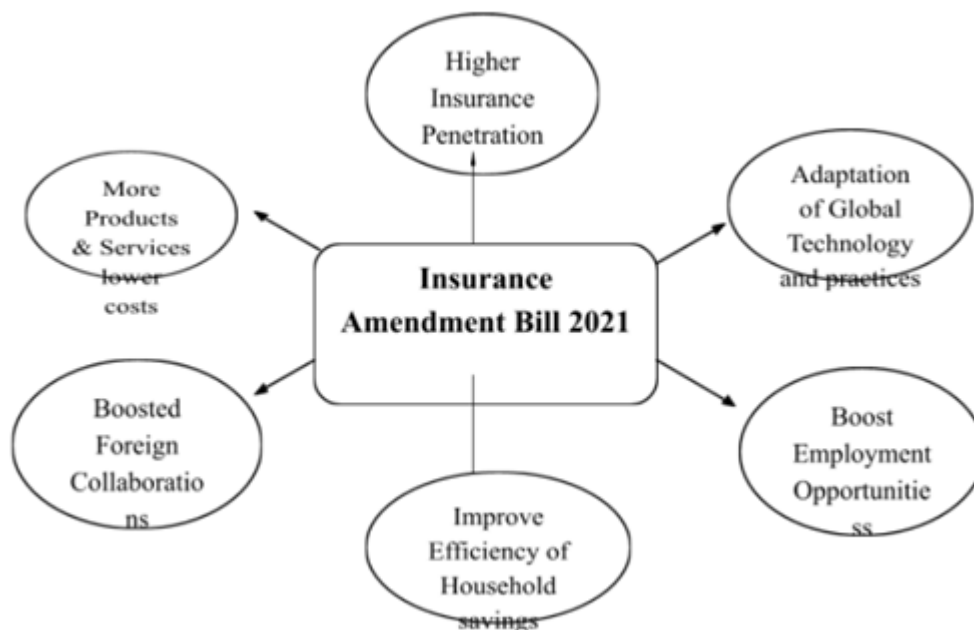 Higher
Insurance
Penetration
More
Products
& Services
lower
costs
Adaptation
of Global
Technology
and practices
Insurance
Amendment Bill 2021
Boosted
Foreign
Collaboratio
ns
Boost
Employment
Opportunitie
ss
Improve
Efficiency of
Household
savings